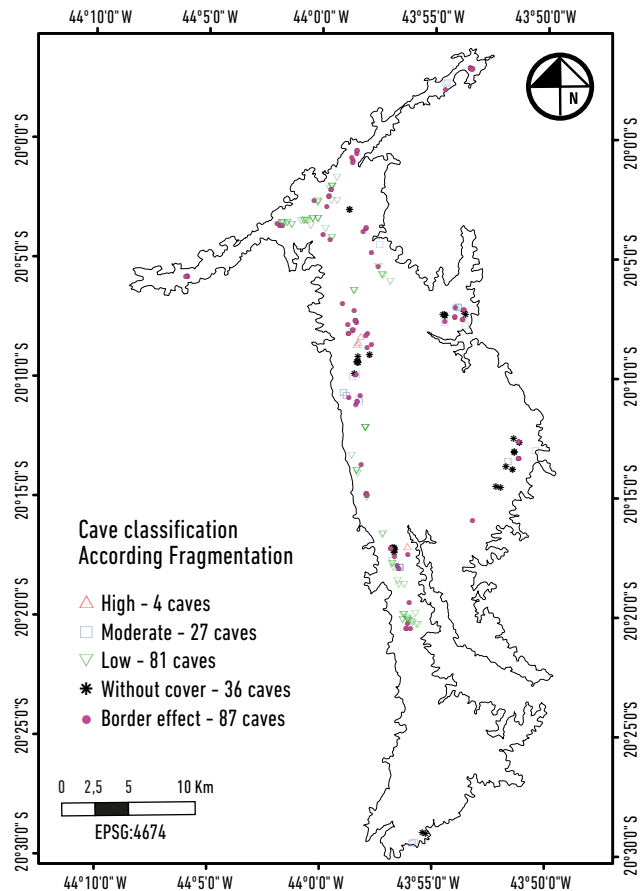 44°10'0"W 44°5'0"W 44°0'0"W 43°55'0"W 43°50'0"W
20°0'0"S 20°0'0"S
20°5'0"S 20°5'0"S
20°10'0"S 20°10'0"S
20°15'0"S 20°15'0"S
20°20'0"S 20°20'0"S
20°25'0"S 20°25'0"S
20°30'0"S 20°30'0"S
N
Cave classification
According Fragmentation
High - 4 caves
Moderate - 27 caves
Low - 81 caves
Without cover - 36 caves
Border effect - 87 caves
0 2,5 5 10 Km
EPSG:4674
44°10'0"W 44°5'0"W 44°0'0"W 43°55'0"W 43°50'0"W